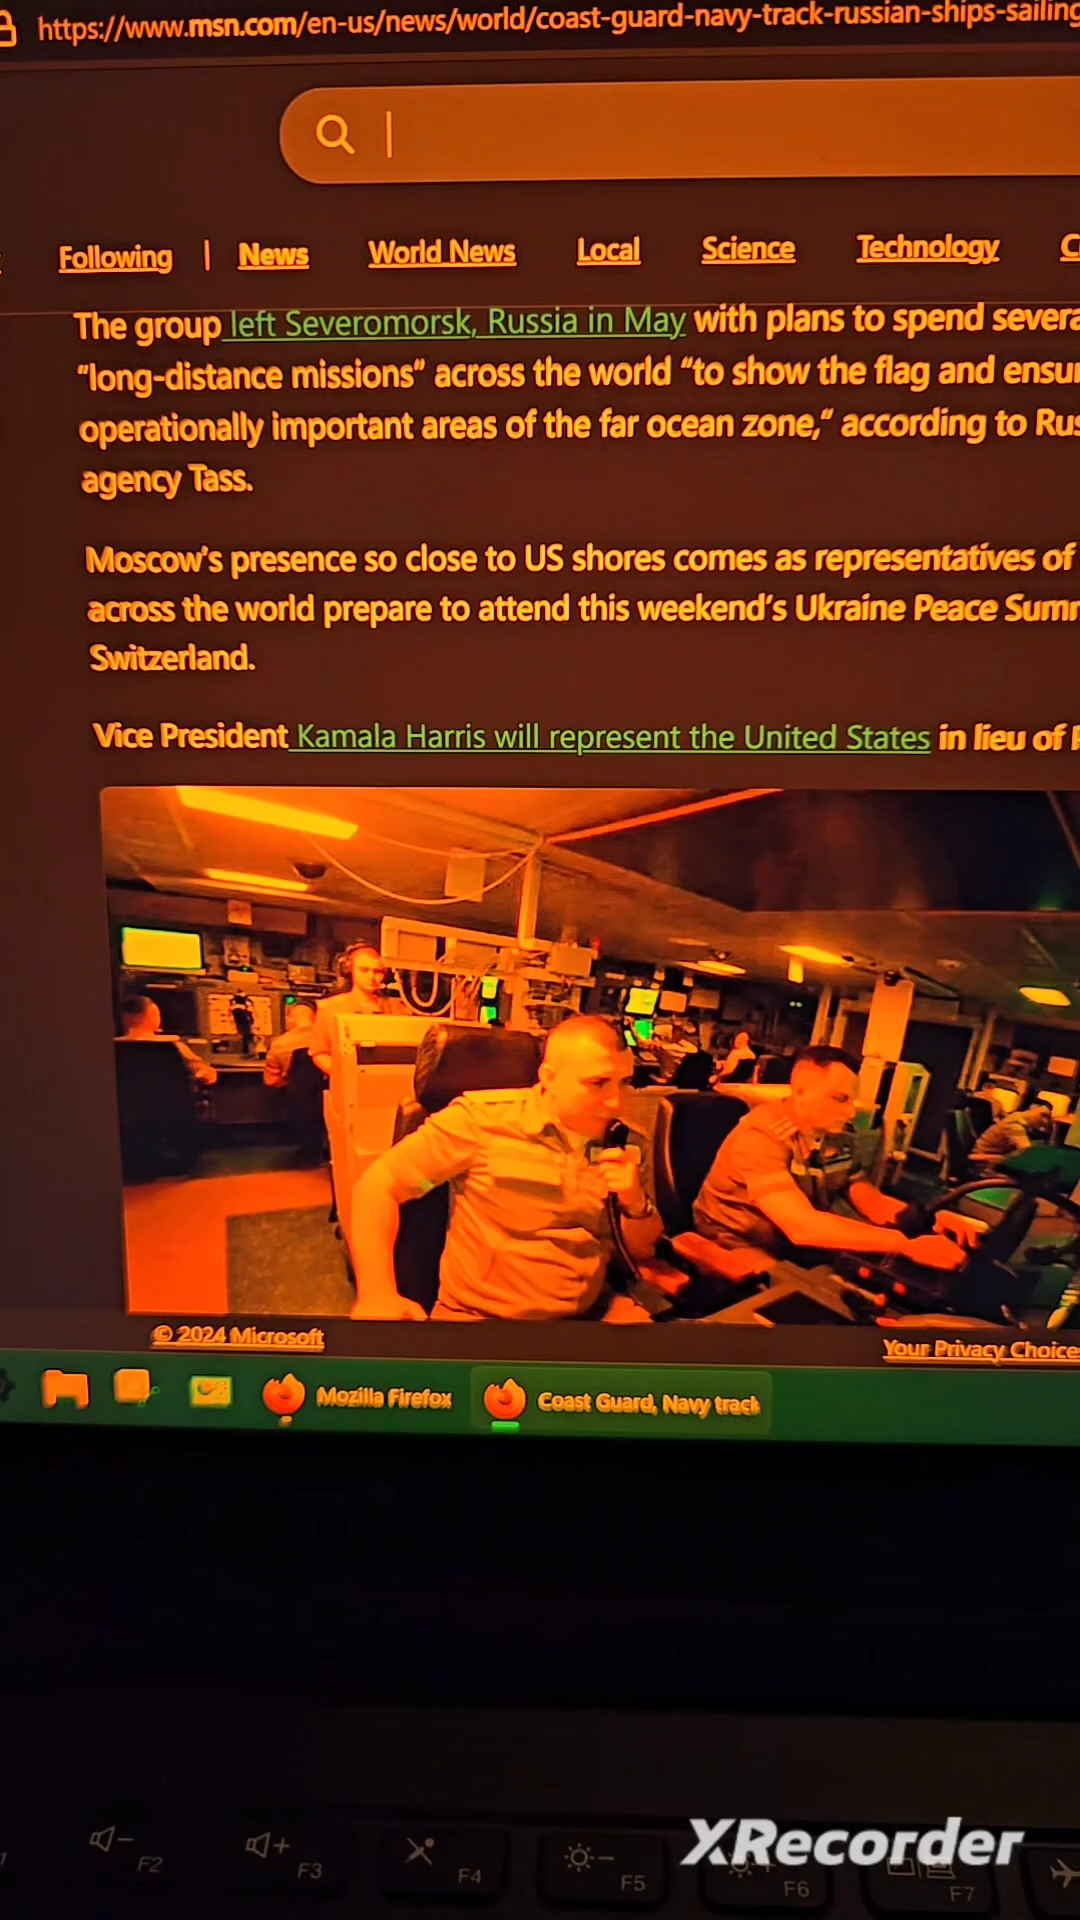 https://www.msn.com/en-us/news/world/coast-guard-navy-track-russian-ships-sailing
Following | News World News Local Science Technology
The group left Severomorsk, Russia in May with plans to spend
"long-distance missions" across the world "to show the flag and
operationally important areas of the far ocean zone," according to
agency Tass.
Moscow's presence so close to US shores comes as representatives of
across the world prepare to attend this weekend's Ukraine Peace
Switzerland.
Vice President Kamala Harris will represent the United States in lieu of
© 2024 Microsoft
Your Privacy Choices
Mozilla Firefox
Coast Guard, Navy track
XRecorder
F2
F3
F4
F5
F6
F7